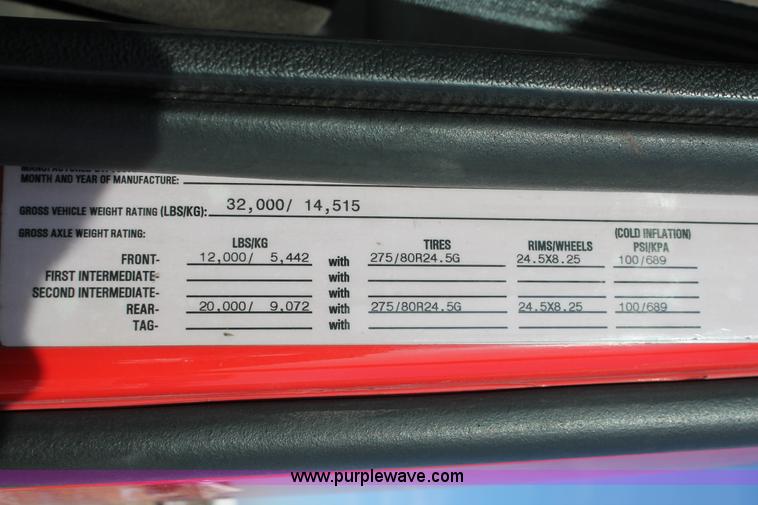 MONTH AND YEAR OF MANUFACTURE:
GROSS VEHICLE WEIGHT RATING (LBS/KG): 32,000/ 14,515
GROSS AXLE WEIGHT RATING: LBS/KG TIRES RIMS/WHEELS (COLD INFLATION) PSI/KPA
FRONT- 12,000/ 5,442 with 275/80R24.5G 24.5X8.25 100/689
FIRST INTERMEDIATE- with
SECOND INTERMEDIATE- with
REAR- 20,000/ 9,072 with 275/80R24.5G 24.5X8.25 100/689
TAG- with
www.purplewave.com